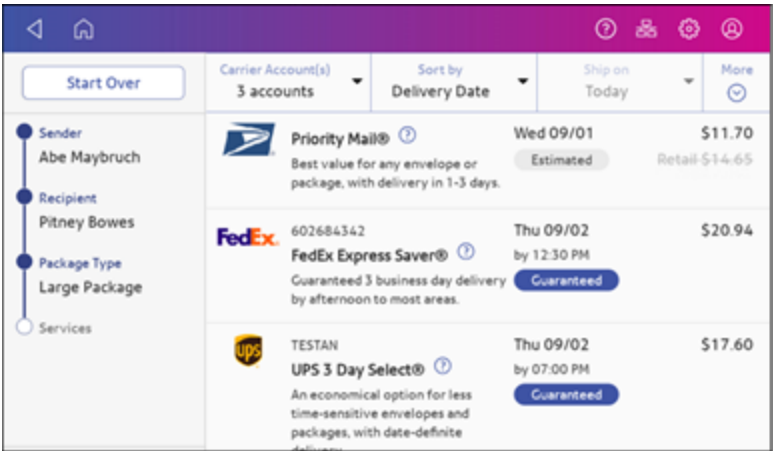 Start Over
Sender
Abe Maybruch
Recipient
Pitney Bowes
Package Type
Large Package
Services
Carrier Account(s)
3 accounts
Sort by
Delivery Date
Ship on
Today
More
Priority Mail®
Best value for any envelope or
package, with delivery in 1-3 days.
Wed 09/01
Estimated
$11.70
Retail $14.65
FedEx
602684342
FedEx Express Saver®
Guaranteed 3 business day delivery
by afternoon to most areas.
Thu 09/02
by 12:30 PM
Guaranteed
$20.94
ups
TESTAN
UPS 3 Day Select®
An economical option for less
time-sensitive envelopes and
packages, with date-definite
delivery.
Thu 09/02
by 07:00 PM
Guaranteed
$17.60